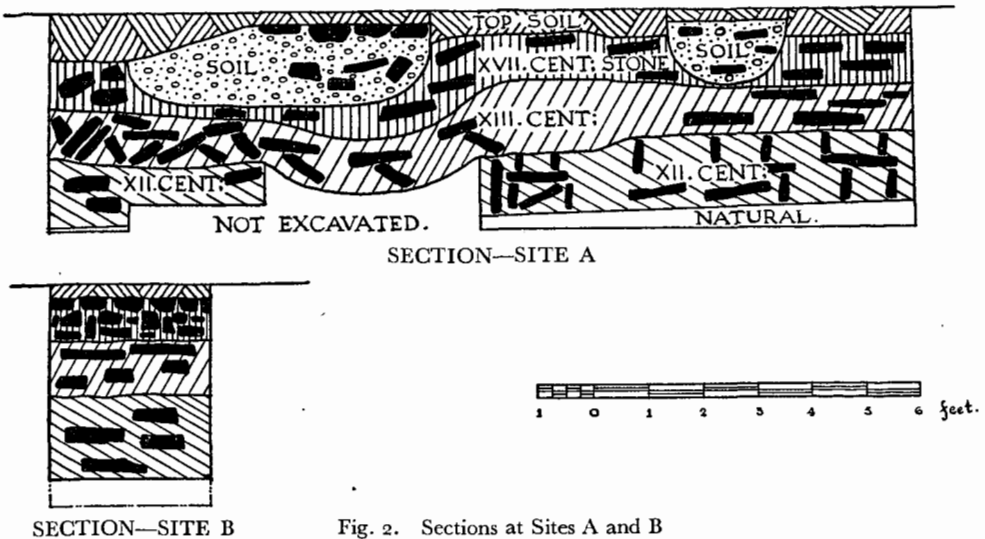 TOP SOIL
SOIL
SOIL
XVII. CENT: STONE
XIII. CENT:
XII. CENT:
XII. CENT:
NOT EXCAVATED.
NATURAL.
SECTION—SITE A
1 0 1 2 3 4 5 6 feet.
SECTION—SITE B
Fig. 2. Sections at Sites A and B